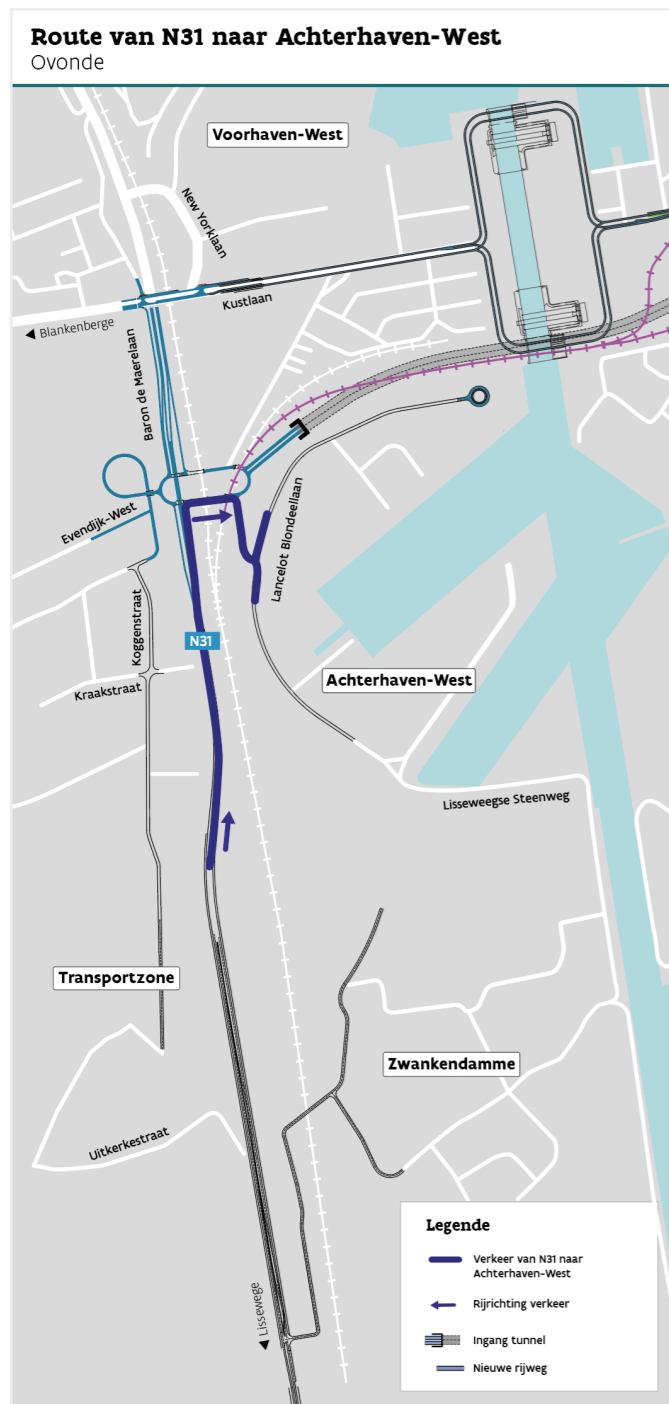 Route van N31 naar Achterhaven-West
Ovonde
Voorhaven-West
New Yorklaan
Kustlaan
◀ Blankenberge
Baron de Maerelaan
Evendijk-West
Lancelot Blondeellaan
Koggenstraat
N31
Kraakstraat
Achterhaven-West
Lisseweegse Steenweg
Transportzone
Zwankendamme
Uitkerkestraat
◀ Lissewege
Legende
Verkeer van N31 naar
Achterhaven-West
Rijrichting verkeer
Ingang tunnel
Nieuwe rijweg